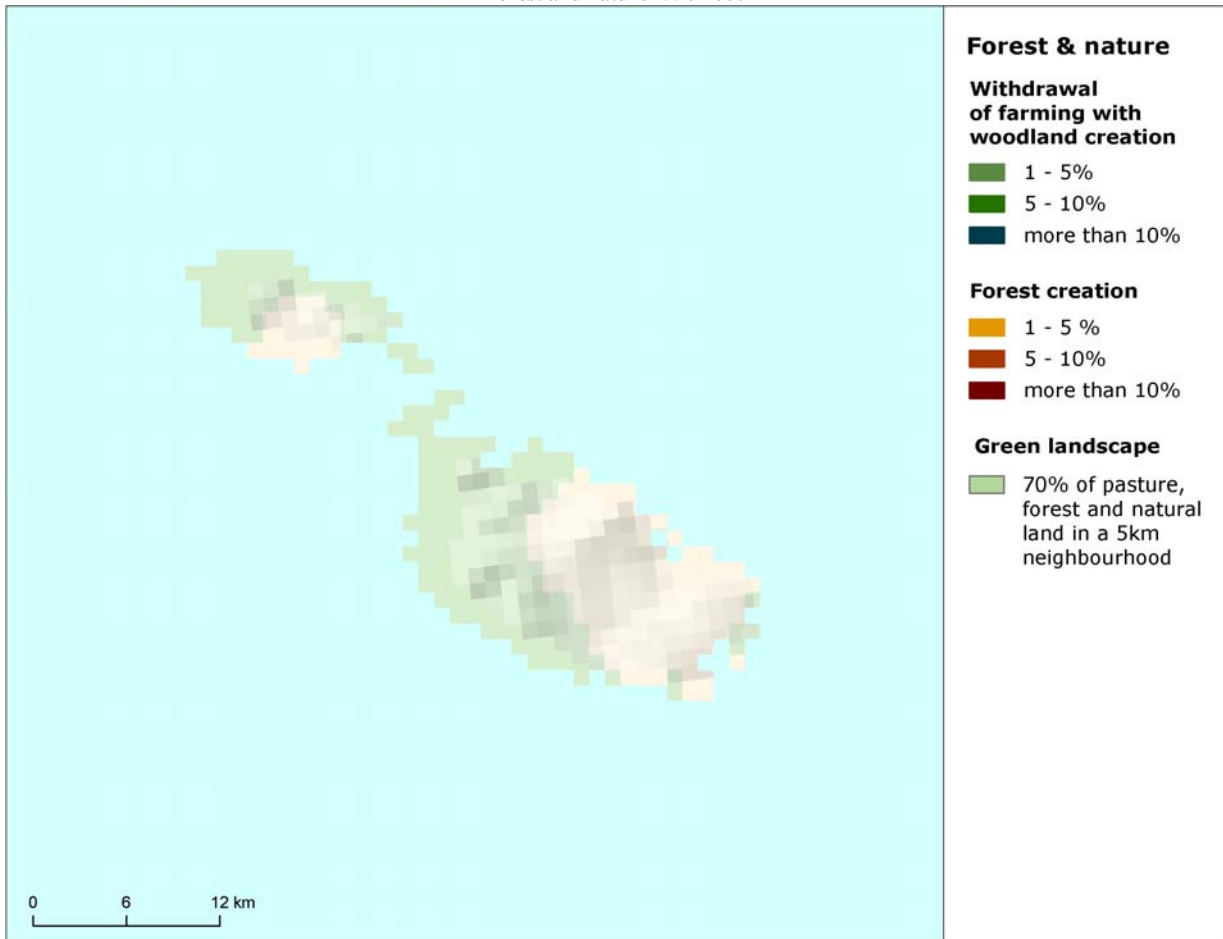 Forest & nature
Withdrawal
of farming with
woodland creation
1 - 5%
5 - 10%
more than 10%
Forest creation
1 - 5 %
5 - 10%
more than 10%
Green landscape
70% of pasture,
forest and natural
land in a 5km
neighbourhood
0 6 12 km